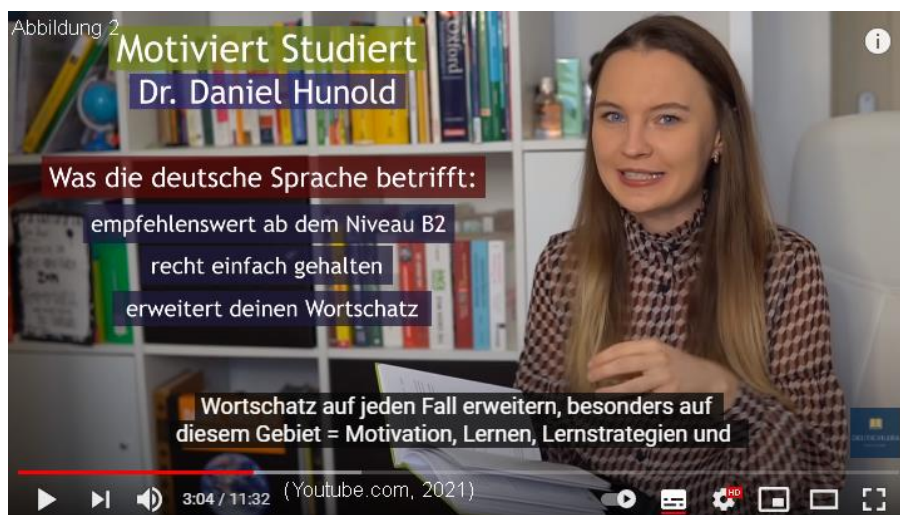 Abbildung 2
Motiviert Studiert
Dr. Daniel Hunold
Oxford
Was die deutsche Sprache betrifft:
empfehlenswert ab dem Niveau B2
recht einfach gehalten
erweitert deinen Wortschatz
Wortschatz auf jeden Fall erweitern, besonders auf
diesem Gebiet = Motivation, Lernen, Lernstrategien und
3:04 / 11:32 (Youtube.com, 2021)
HD